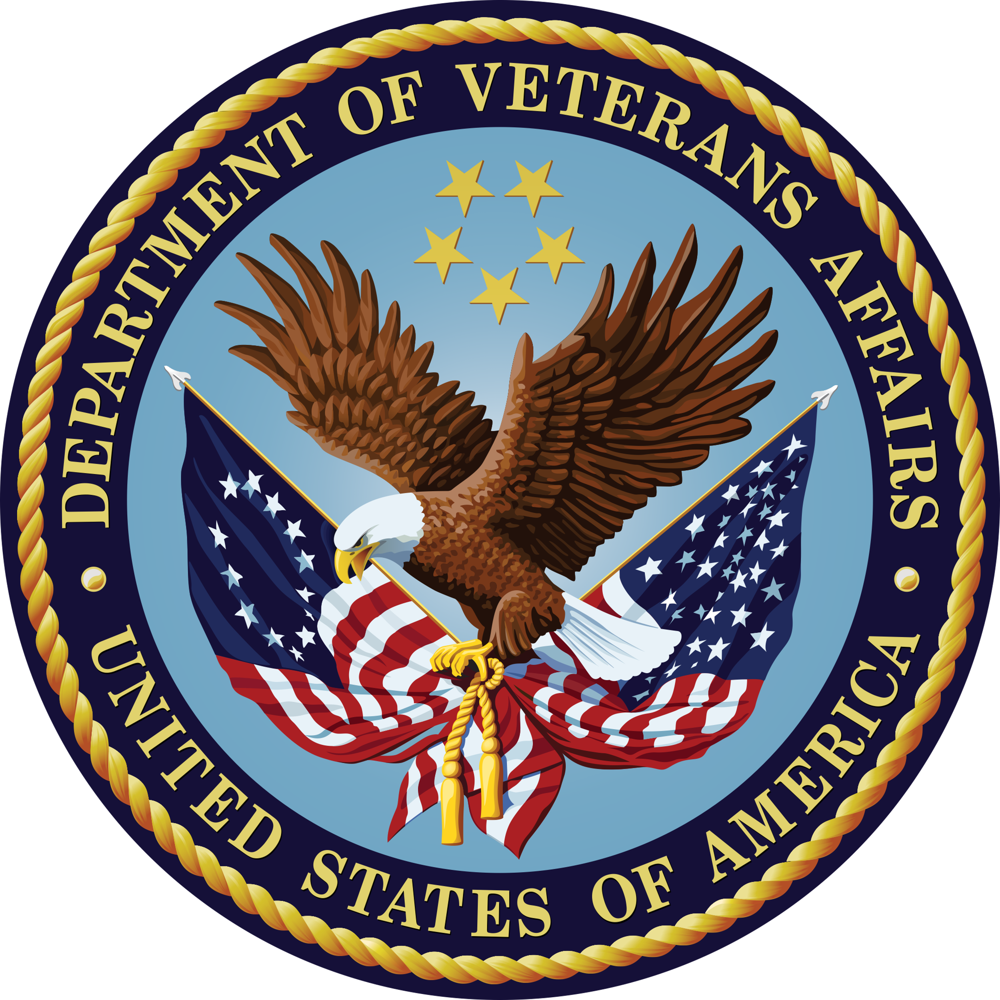 DEPARTMENT OF VETERANS AFFAIRS
UNITED STATES OF AMERICA